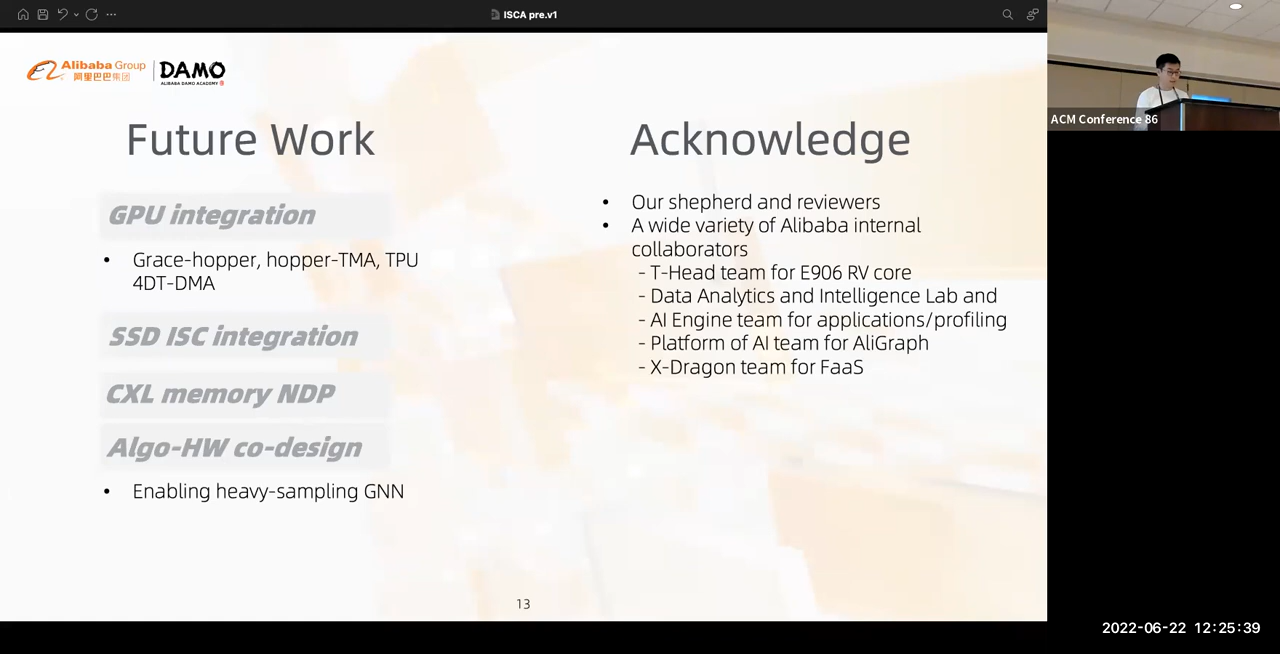 ISCA pre.v1
Alibaba Group
阿里巴巴集团
DAMO
ALIBABA DAMO ACADEMY
ACM Conference 86
Future Work
GPU integration
• Grace-hopper, hopper-TMA, TPU
4DT-DMA
SSD ISC integration
CXL memory NDP
Algo-HW co-design
• Enabling heavy-sampling GNN
Acknowledge
• Our shepherd and reviewers
• A wide variety of Alibaba internal
collaborators
- T-Head team for E906 RV core
- Data Analytics and Intelligence Lab and
- AI Engine team for applications/profiling
- Platform of AI team for AliGraph
- X-Dragon team for FaaS
13
2022-06-22 12:25:39